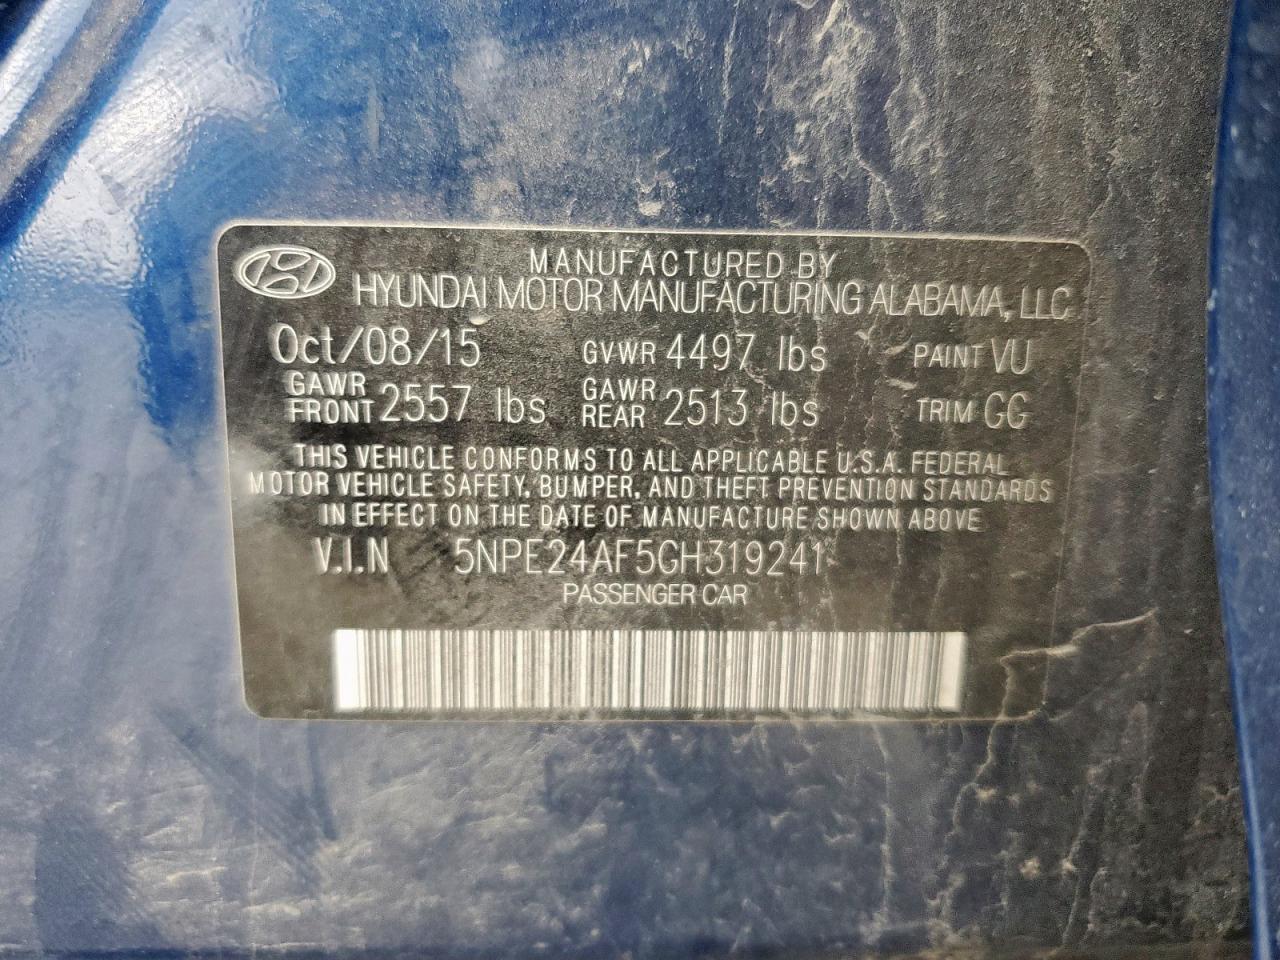 MANUFACTURED BY
HYUNDAI MOTOR MANUFACTURING ALABAMA, LLC
Oct/08/15 GVWR 4497 lbs PAINT VU
GAWR FRONT 2557 lbs GAWR REAR 2513 lbs TRIM GG
THIS VEHICLE CONFORMS TO ALL APPLICABLE U.S.A. FEDERAL
MOTOR VEHICLE SAFETY, BUMPER, AND THEFT PREVENTION STANDARDS
IN EFFECT ON THE DATE OF MANUFACTURE SHOWN ABOVE
V.I.N 5NPE24AF5GH319241
PASSENGER CAR